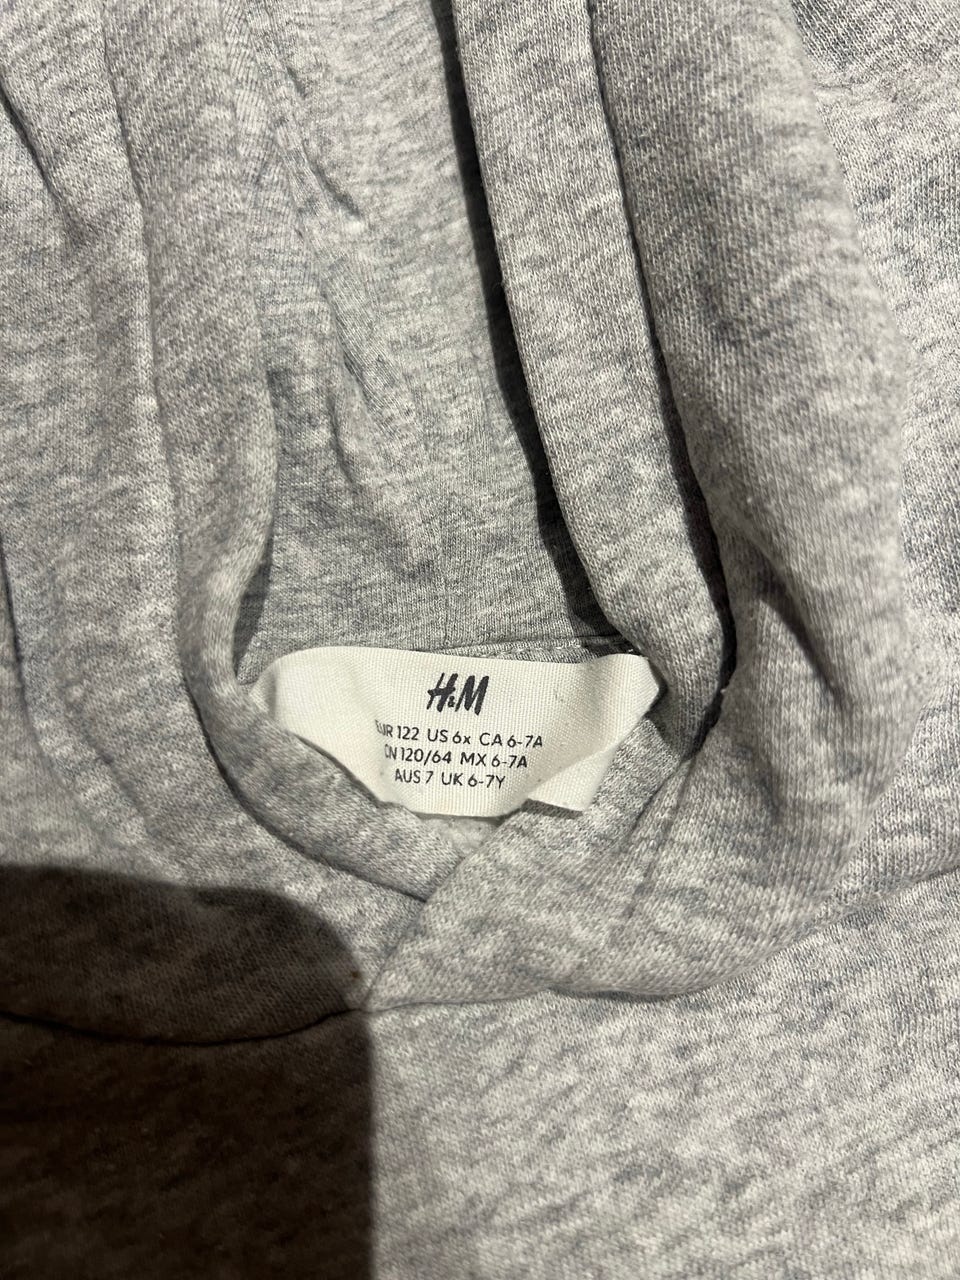 H&M
EUR 122 US 6x CA 6-7A
CN 120/64 MX 6-7A
AUS 7 UK 6-7Y